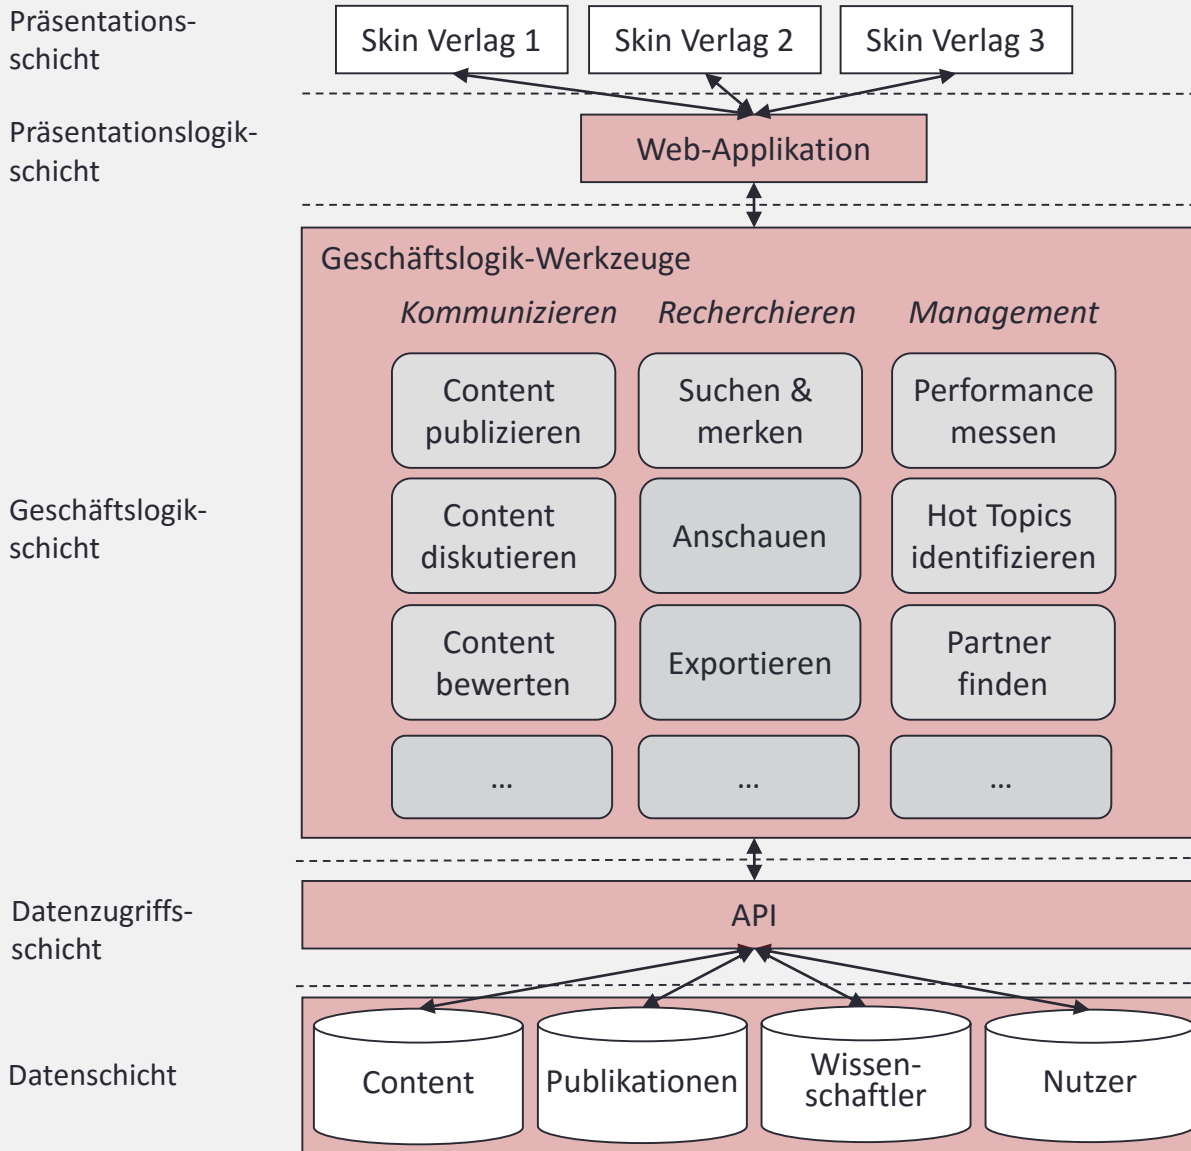 Präsentations-
schicht
Skin Verlag 1
Skin Verlag 2
Skin Verlag 3
Präsentationslogik-
schicht
Web-Applikation
Geschäftslogik-Werkzeuge
Kommunizieren
Recherchieren
Management
Content
publizieren
Suchen &
merken
Performance
messen
Geschäftslogik-
schicht
Content
diskutieren
Anschauen
Hot Topics
identifizieren
Content
bewerten
Exportieren
Partner
finden
...
...
...
Datenzugriffs-
schicht
API
Datenschicht
Content
Publikationen
Wissen-
schaftler
Nutzer